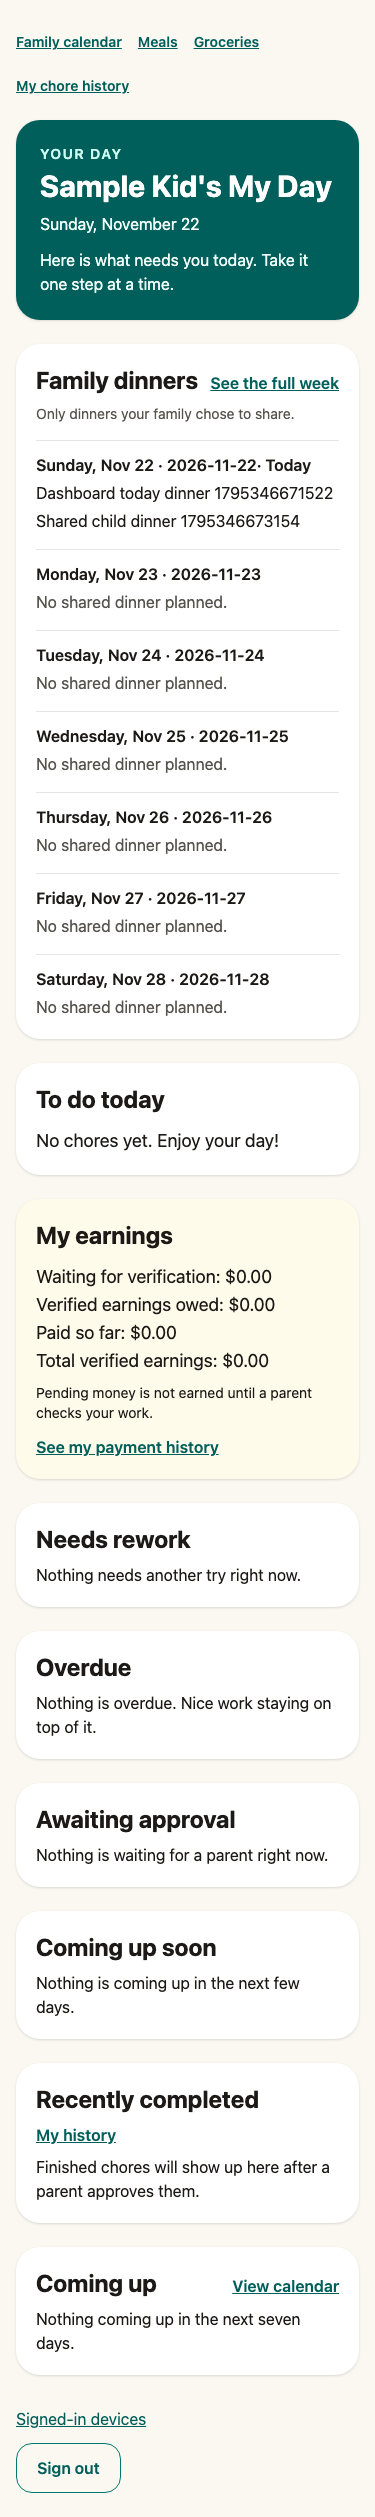 Family calendar Meals Groceries
My chore history
YOUR DAY
Sample Kid's My Day
Sunday, November 22
Here is what needs you today. Take it
one step at a time.
Family dinners See the full week
Only dinners your family chose to share.
Sunday, Nov 22 · 2026-11-22· Today
Dashboard today dinner 1795346671522
Shared child dinner 1795346673154
Monday, Nov 23 · 2026-11-23
No shared dinner planned.
Tuesday, Nov 24 · 2026-11-24
No shared dinner planned.
Wednesday, Nov 25 · 2026-11-25
No shared dinner planned.
Thursday, Nov 26 · 2026-11-26
No shared dinner planned.
Friday, Nov 27 · 2026-11-27
No shared dinner planned.
Saturday, Nov 28 · 2026-11-28
No shared dinner planned.
To do today
No chores yet. Enjoy your day!
My earnings
Waiting for verification: $0.00
Verified earnings owed: $0.00
Paid so far: $0.00
Total verified earnings: $0.00
Pending money is not earned until a parent
checks your work.
See my payment history
Needs rework
Nothing needs another try right now.
Overdue
Nothing is overdue. Nice work staying on
top of it.
Awaiting approval
Nothing is waiting for a parent right now.
Coming up soon
Nothing is coming up in the next few
days.
Recently completed
My history
Finished chores will show up here after a
parent approves them.
Coming up View calendar
Nothing coming up in the next seven
days.
Signed-in devices
Sign out